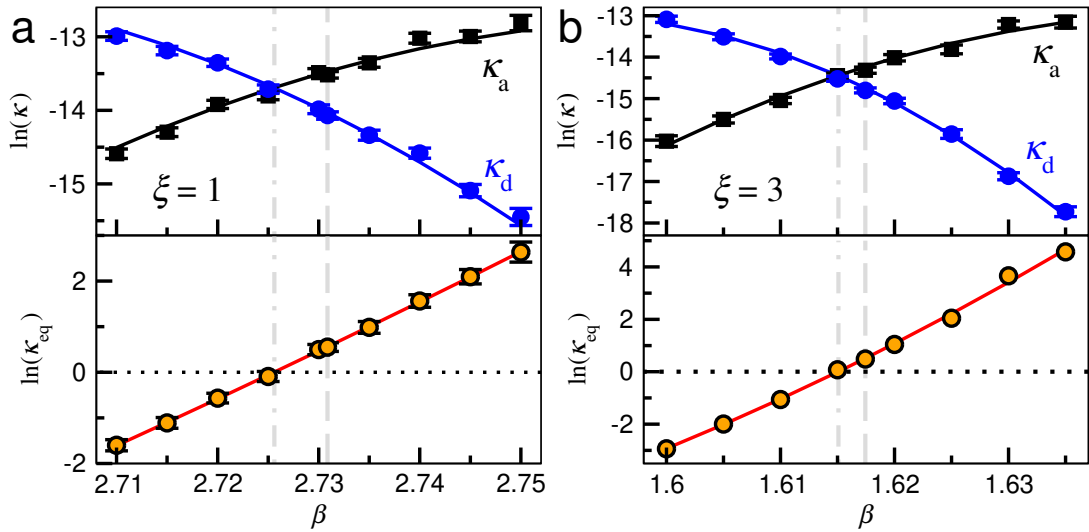 a
-13
-14
-15
ln(κ)
κa
κd
ξ = 1
2
0
-2
ln(κeq)
2.71
2.72
2.73
2.74
2.75
β
b
-13
-14
-15
-16
-17
-18
ln(κ)
κa
κd
ξ = 3
4
2
0
-2
ln(κeq)
1.6
1.61
1.62
1.63
β